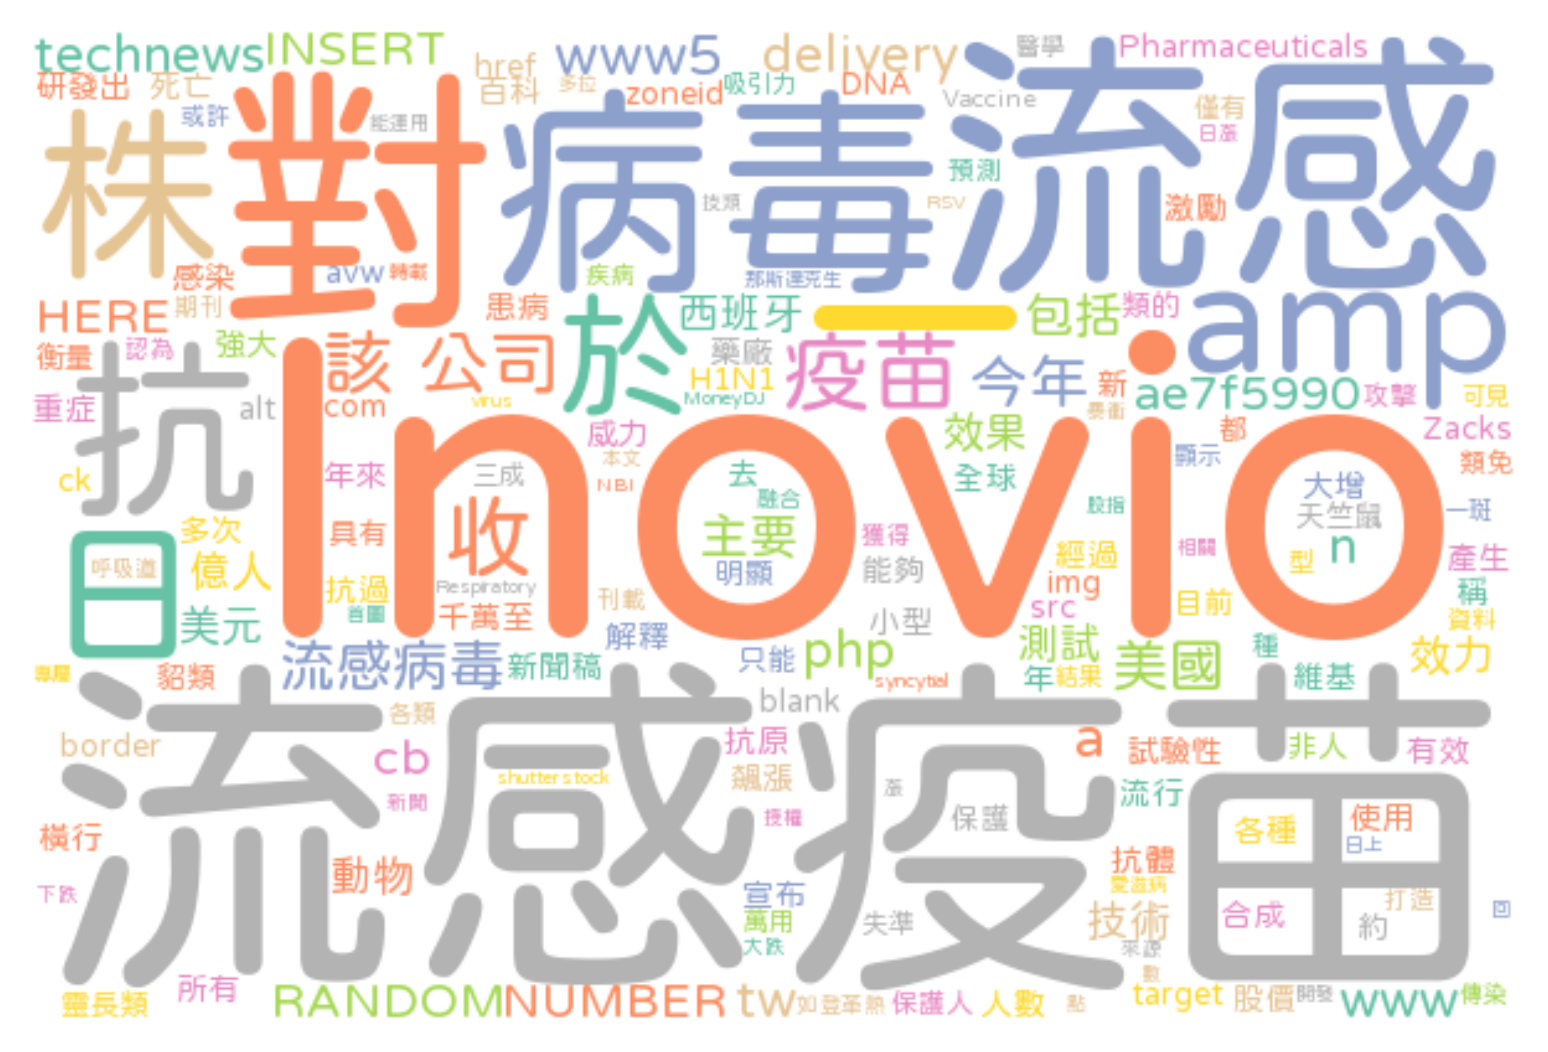 technews
INSERT
href
www5
delivery
醫學
Pharmaceuticals
研發出
死亡
百科
多拉
zoneid
吸引力
DNA
Vaccine
僅有
或許
能運用
日漲
株
對
病毒
流感
預測
技類
RSV
激勵
感染
avw
轉載
疾病
那斯達克生
HERE
期刊
患病
於
西班牙
一
包括
類的
amp
衡量
認為
強大
該
公司
藥廠
疫苗
今年
新
H1N1
MoneyDJ
ae7f5990
攻擊
可見
重症
抗
alt
com
virus
威力
效果
暴衝
都
Zacks
Inovio
ck
年來
三成
本文
NBI
去
融合
全球
顯示
大增
類免
股指
天竺鼠
一斑
日
多次
具有
收
主要
獲得
相關
n
呼吸道
億人
明顯
能夠
經過
型
產生
抗過
Respiratory
刊載
img
目前
稱
美元
首圖
千萬至
小型
src
資料
流感病毒
新聞稿
解釋
只能
php
測試
美國
種
效力
專屬
貂類
syncytial
年
結果
維基
流感疫苗
各類
blank
border
cb
抗原
a
試驗性
非人
有效
shutterstock
飆漲
新聞
漲
流行
授權
保護
各種
使用
橫行
日上
動物
抗體
愛滋病
下跌
宣布
萬用
失準
技術
合成
打造
約
回
大跌
來源
數
靈長類
所有
RANDOM
NUMBER
tw
如
登革熱
保護人
人數
點
target
股價
開發
www
傳染